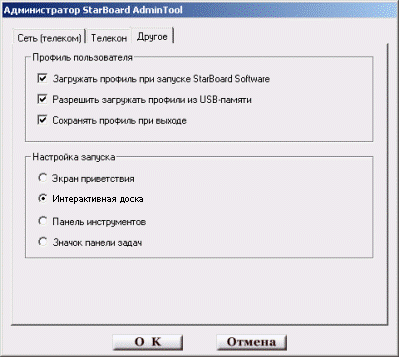 Администратор StarBoard AdminTool
Сеть (телеком) Телекон Другое
Профиль пользователя
Загружать профиль при запуске StarBoard Software
Разрешить загружать профили из USB-памяти
Сохранять профиль при выходе
Настройка запуска
Экран приветствия
Интерактивная доска
Панель инструментов
Значок панели задач
О К Отмена